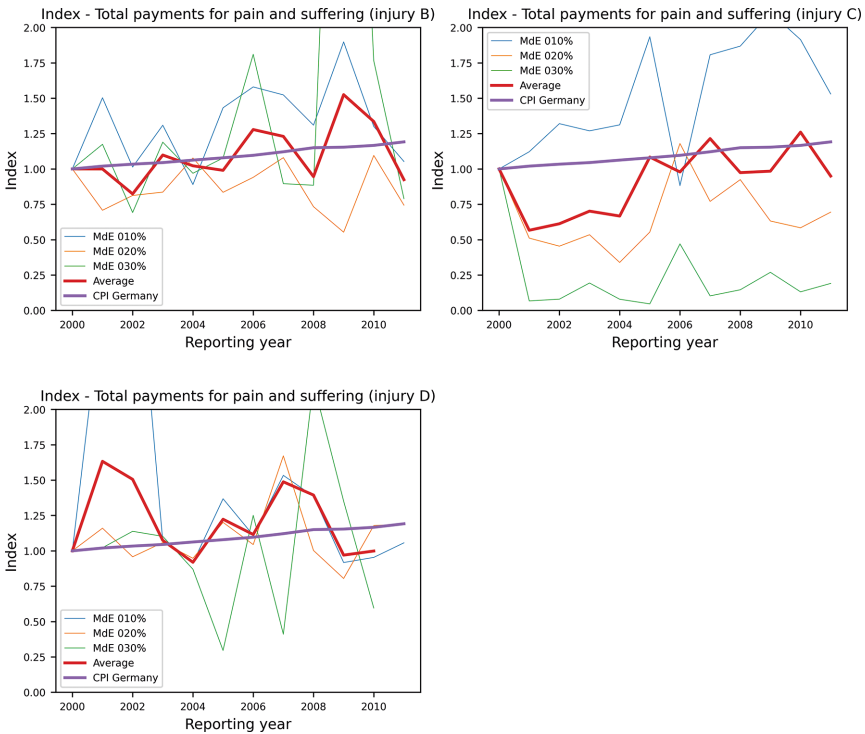 Index - Total payments for pain and suffering (injury B)
2.00
1.75
1.50
1.25
1.00
0.75
0.50
0.25
0.00
Index
MdE 010%
MdE 020%
MdE 030%
Average
CPI Germany
2000 2002 2004 2006 2008 2010
Reporting year
Index - Total payments for pain and suffering (injury C)
2.00
1.75
1.50
1.25
1.00
0.75
0.50
0.25
0.00
Index
MdE 010%
MdE 020%
MdE 030%
Average
CPI Germany
2000 2002 2004 2006 2008 2010
Reporting year
Index - Total payments for pain and suffering (injury D)
2.00
1.75
1.50
1.25
1.00
0.75
0.50
0.25
0.00
Index
MdE 010%
MdE 020%
MdE 030%
Average
CPI Germany
2000 2002 2004 2006 2008 2010
Reporting year